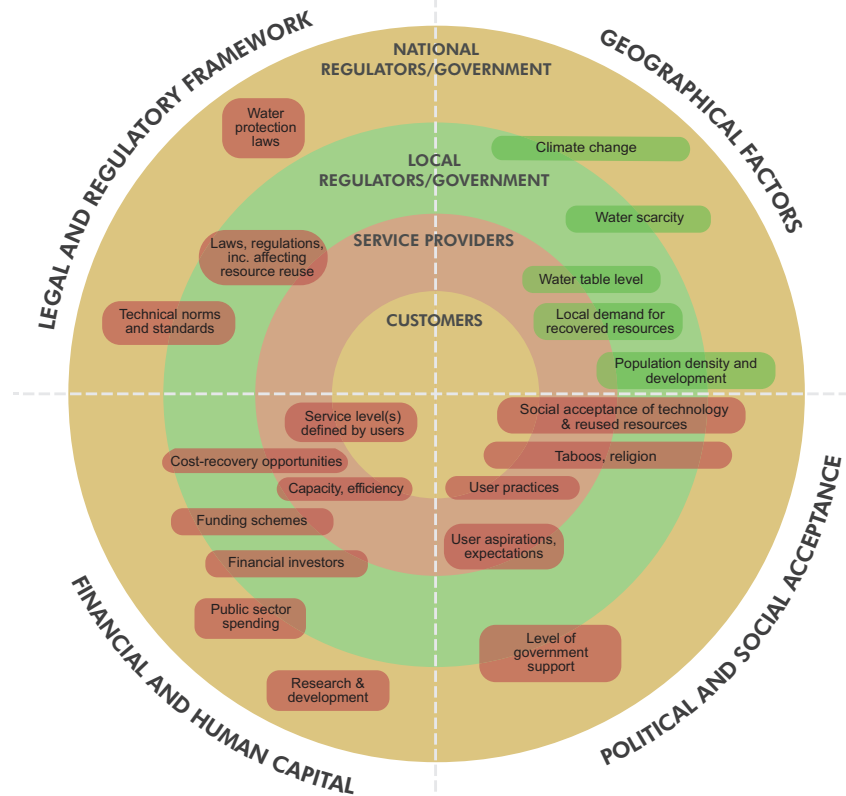 LEGAL AND REGULATORY FRAMEWORK
GEOGRAPHICAL FACTORS
NATIONAL
REGULATORS/GOVERNMENT
LOCAL
REGULATORS/GOVERNMENT
SERVICE PROVIDERS
CUSTOMERS
Water
protection
laws
Laws, regulations,
inc. affecting
resource reuse
Technical norms
and standards
Climate change
Water scarcity
Water table level
Local demand for
recovered resources
Population density and
development
Service level(s)
defined by users
Cost-recovery opportunities
Capacity, efficiency
Funding schemes
Financial investors
Public sector
spending
Research &
development
Social acceptance of technology
& reused resources
Taboos, religion
User practices
User aspirations,
expectations
Level of
government
support
FINANCIAL AND HUMAN CAPITAL
POLITICAL AND SOCIAL ACCEPTANCE